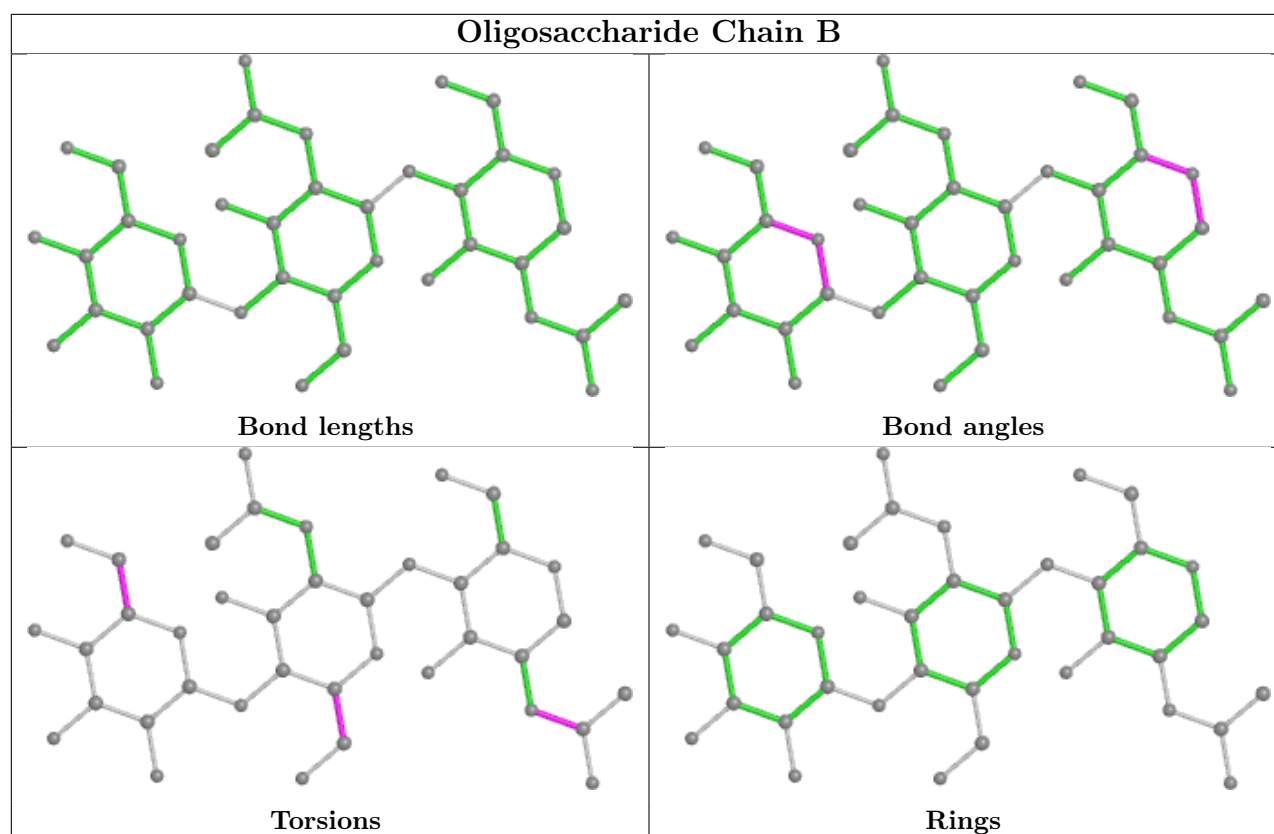 Oligosaccharide Chain B
Bond lengths
Bond angles
Torsions
Rings